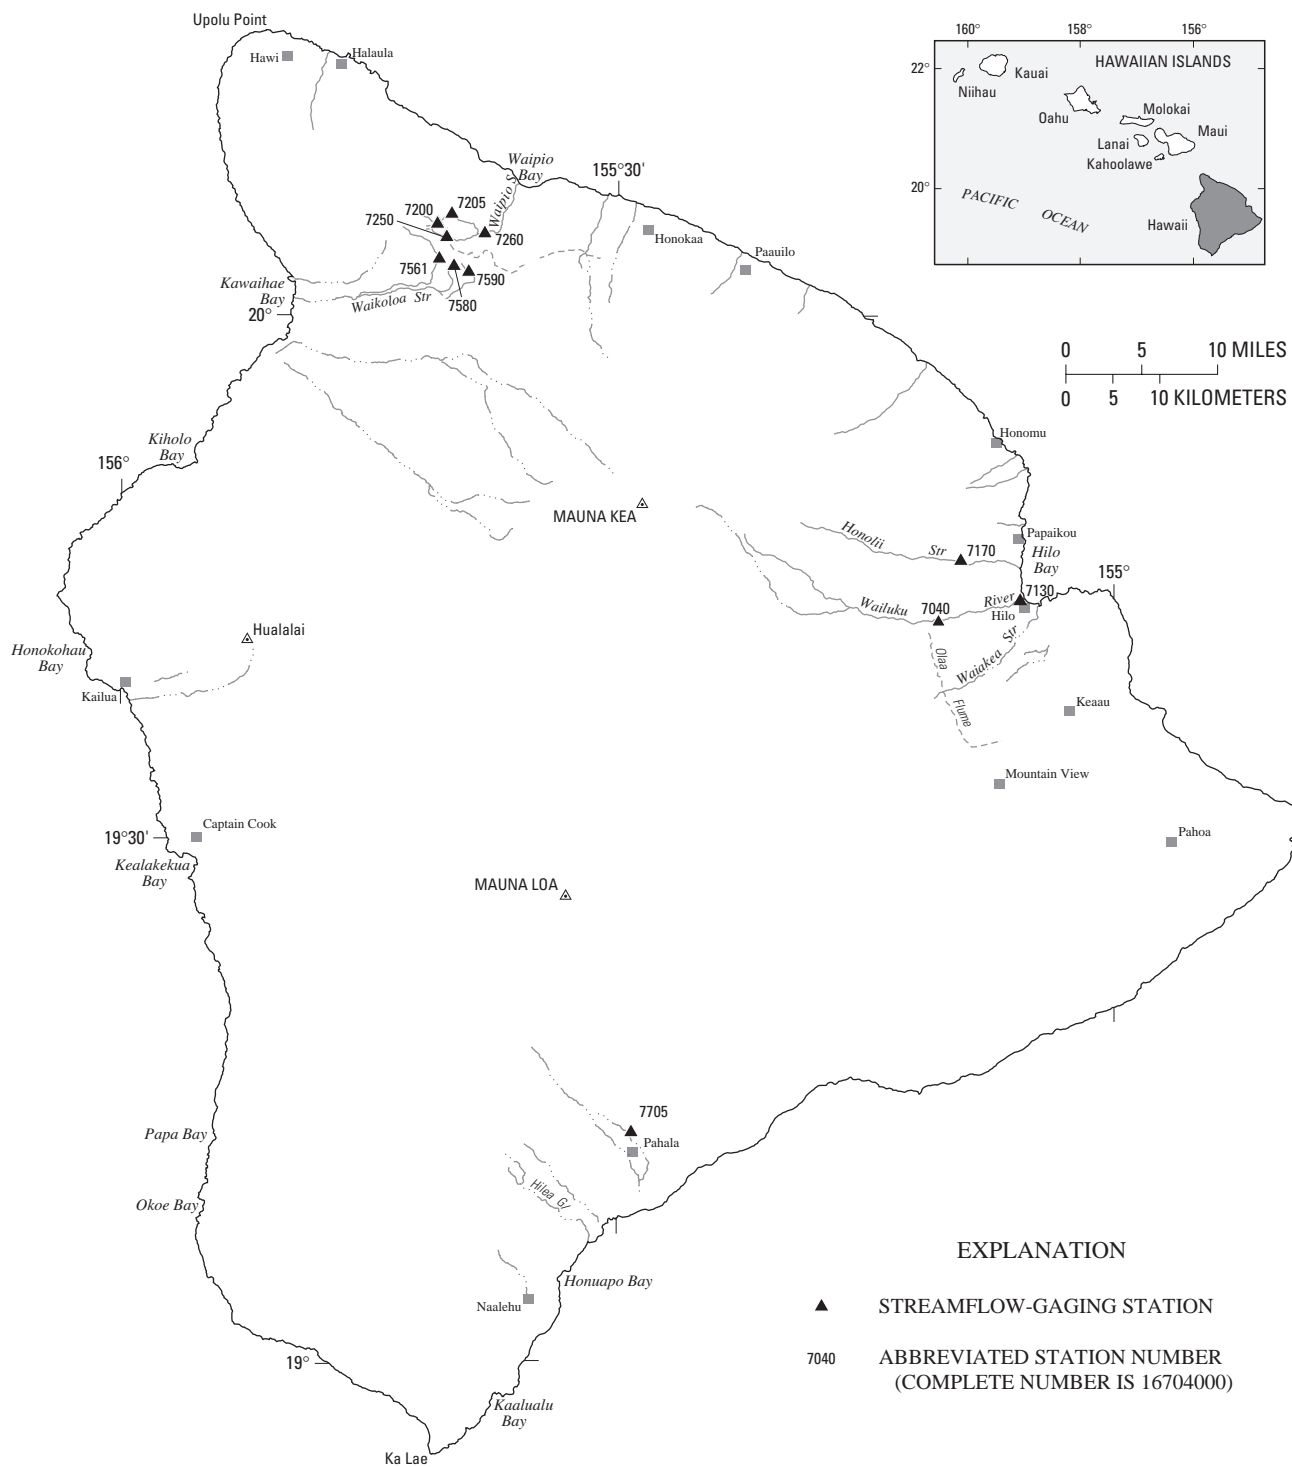 Upolu Point
Hawi
Halaula
160°
158°
156°
22°
20°
HAWAIIAN ISLANDS
Niihau
Kauai
Oahu
Molokai
Lanai
Maui
Kahoolawe
PACIFIC OCEAN
Hawaii
Waipio
Bay
155°30'
Waipio S
7205
7200
7250
7260
7561
7590
7580
Honokaa
Paauilo
Kawaihae
Bay
20°
Waikoloa Str
0 5 10 MILES
0 5 10 KILOMETERS
Kiholo
Bay
156°
Honomu
MAUNA KEA
Honolii
Str
7170
Papaikou
Hilo
Bay
155°
Wailuku
River
7040
7130
Hilo
Olaa
Flume
Waiakea Str
Hualalai
Honokohau
Bay
Kailua
Keaau
Mountain View
Captain Cook
19°30'
Kealakekua
Bay
Pahoa
MAUNA LOA
7705
Pahala
Papa Bay
Okoe Bay
Hilea Gl
Honuapo Bay
Naalehu
19°
Kaalualu
Bay
Ka Lae
EXPLANATION
STREAMFLOW-GAGING STATION
7040 ABBREVIATED STATION NUMBER
(COMPLETE NUMBER IS 16704000)